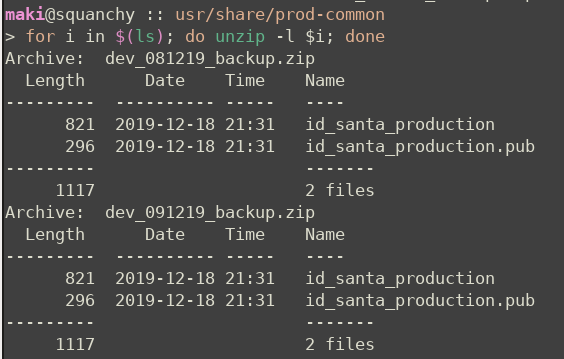 maki@squanchy :: usr/share/prod-common
> for i in $(ls); do unzip -l $i; done
Archive:  dev_081219_backup.zip
  Length      Date    Time    Name
---------  ---------- -----   ----
      821  2019-12-18 21:31   id_santa_production
      296  2019-12-18 21:31   id_santa_production.pub
---------                     -------
     1117                     2 files
Archive:  dev_091219_backup.zip
  Length      Date    Time    Name
---------  ---------- -----   ----
      821  2019-12-18 21:31   id_santa_production
      296  2019-12-18 21:31   id_santa_production.pub
---------                     -------
     1117                     2 files